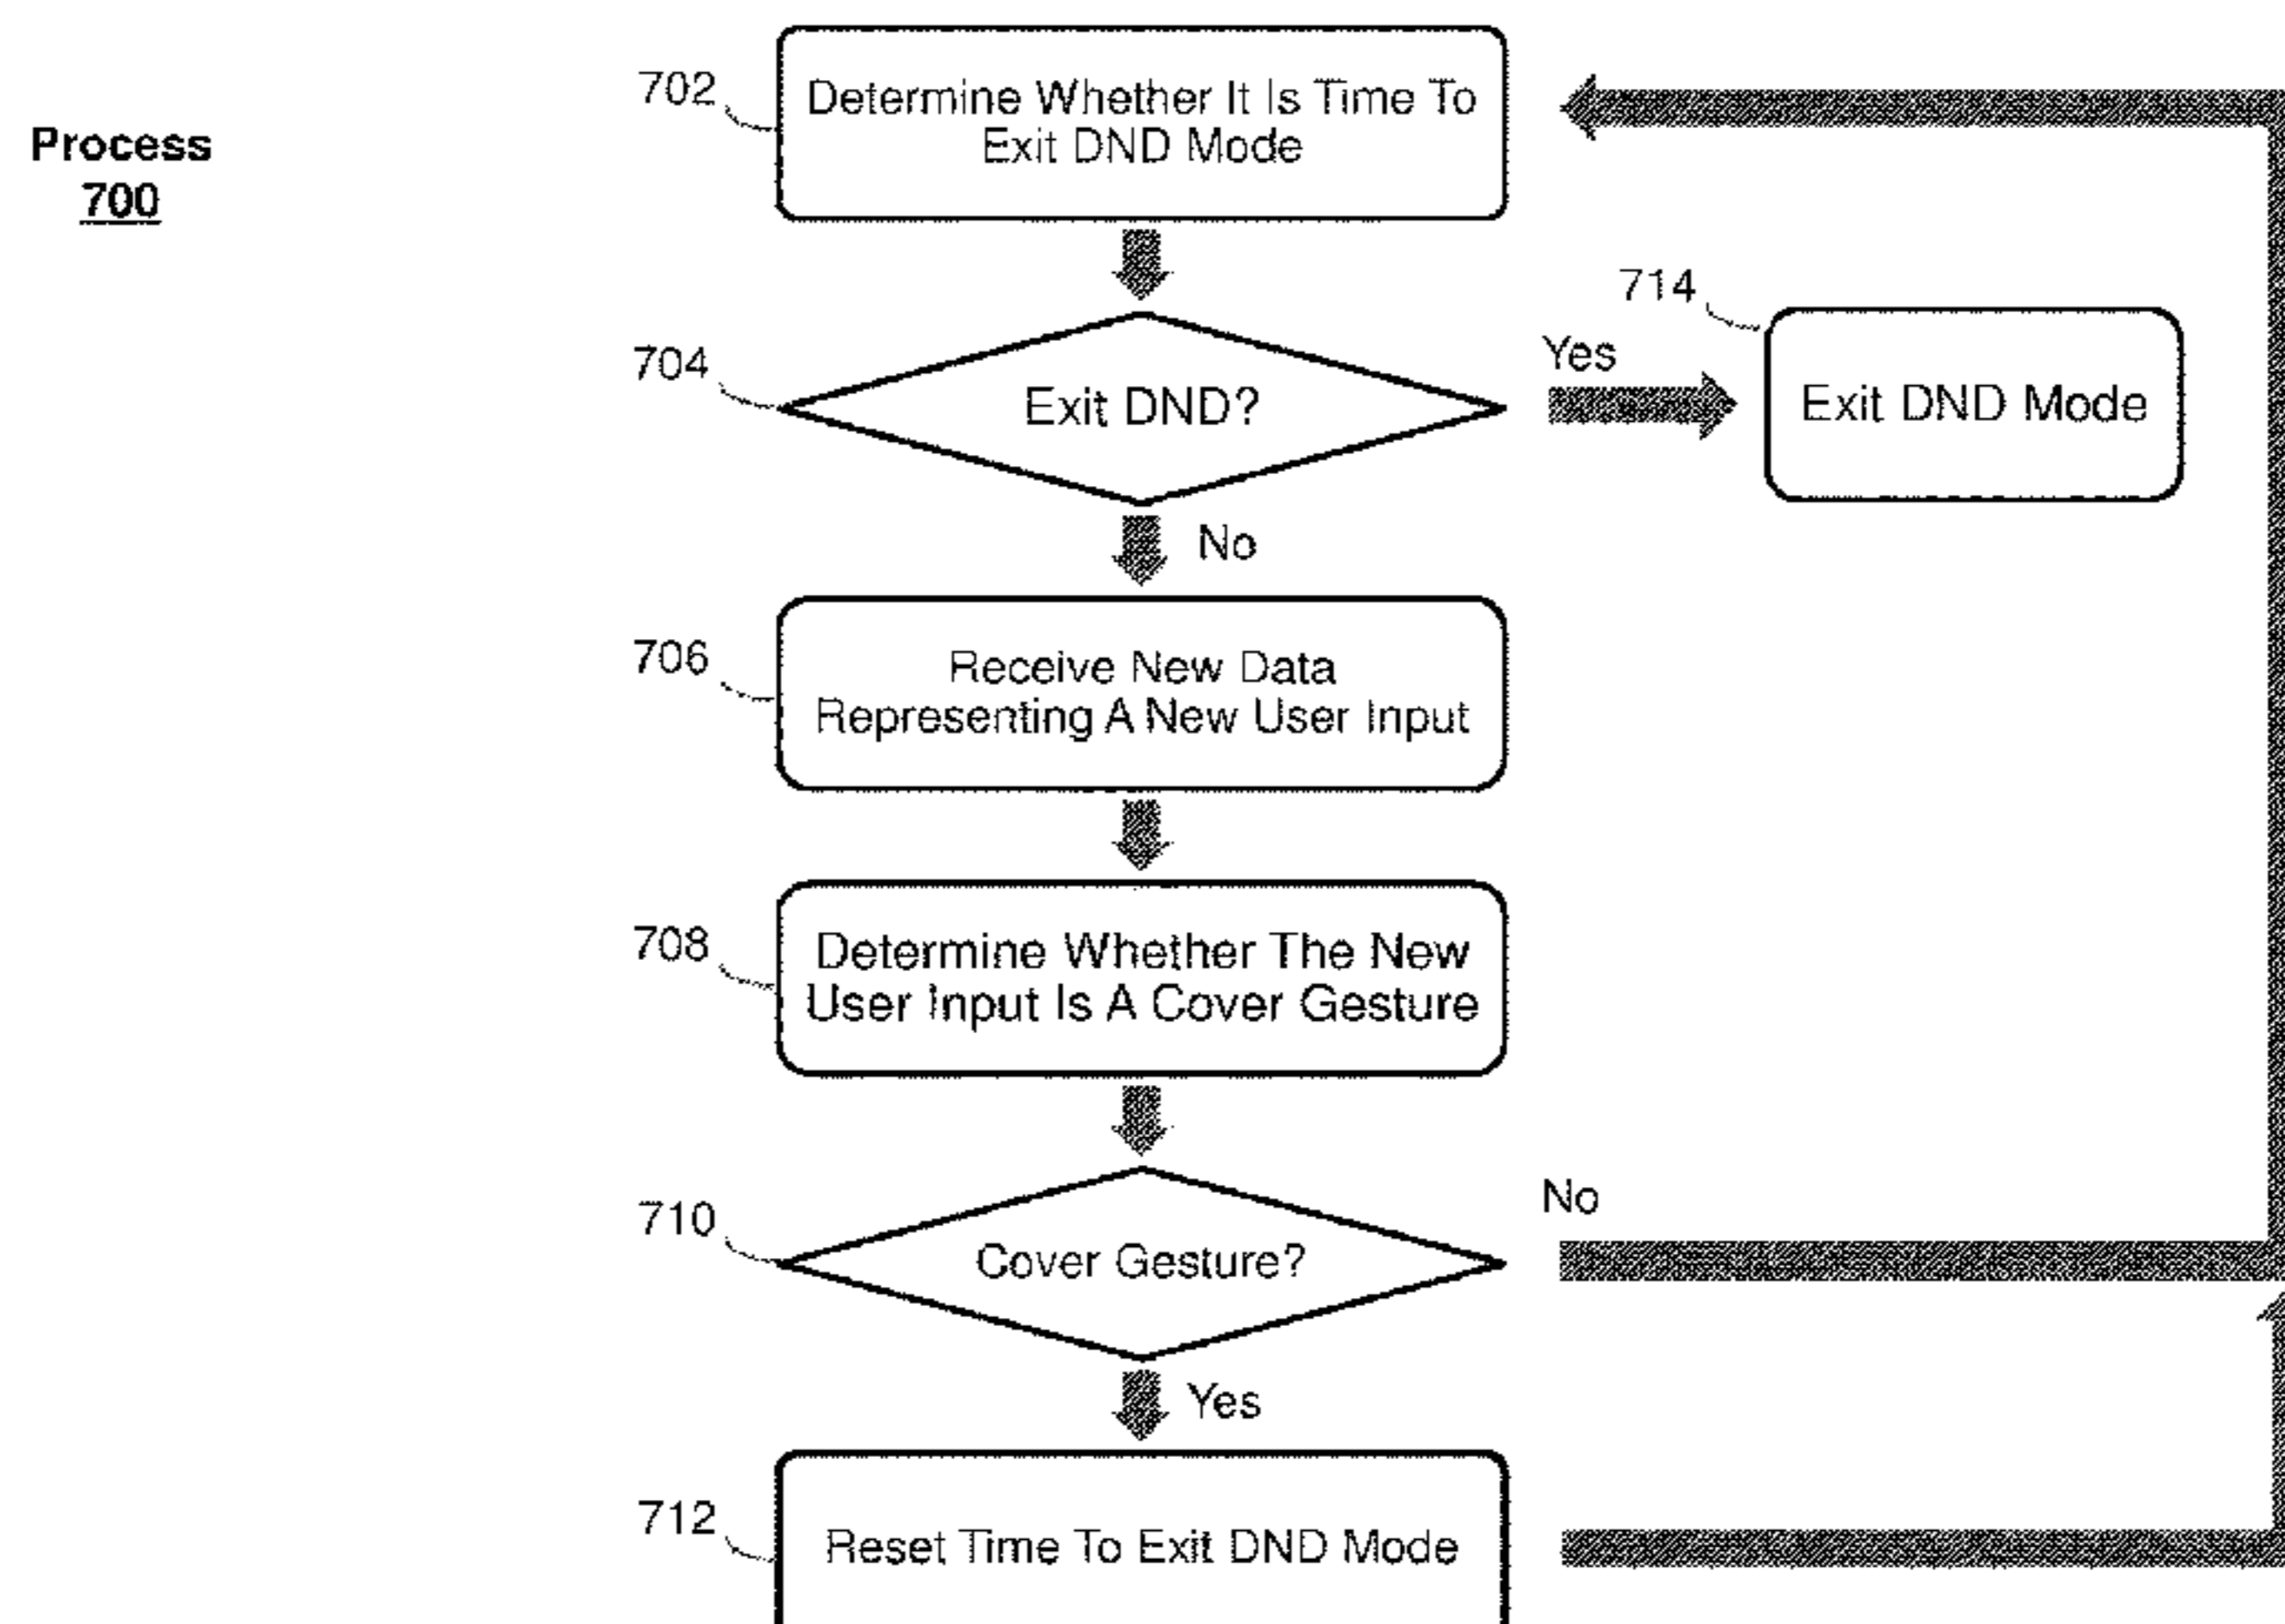 Process
700
702
Determine Whether It Is Time To
Exit DND Mode
704
Exit DND?
Yes
714
Exit DND Mode
No
706
Receive New Data
Representing A New User Input
708
Determine Whether The New
User Input Is A Cover Gesture
710
Cover Gesture?
No
Yes
712
Reset Time To Exit DND Mode